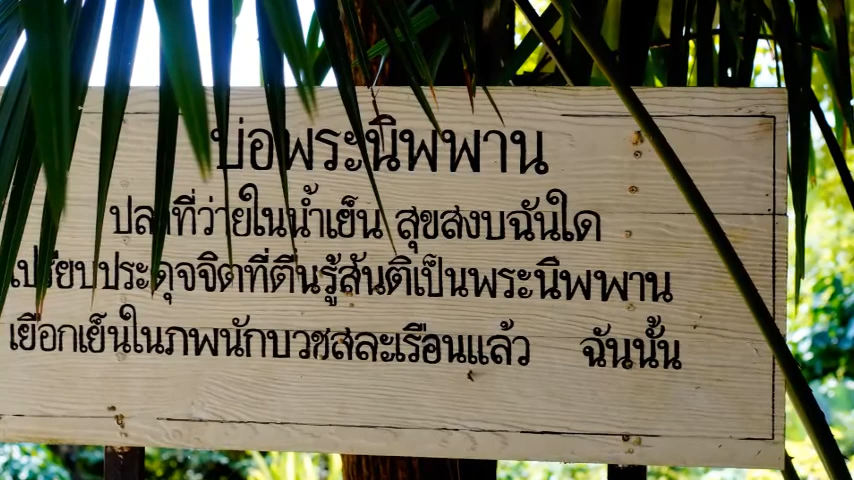 บ่อพระนิพพาน
ปลาที่ว่ายในน้ำเย็น สุขสงบฉันใด
เปรียบประดุจจิตที่ตื่นรู้สันติเป็นพระนิพพาน
เยือกเย็นในภพนักบวชสละเรือนแล้ว ฉันนั้น